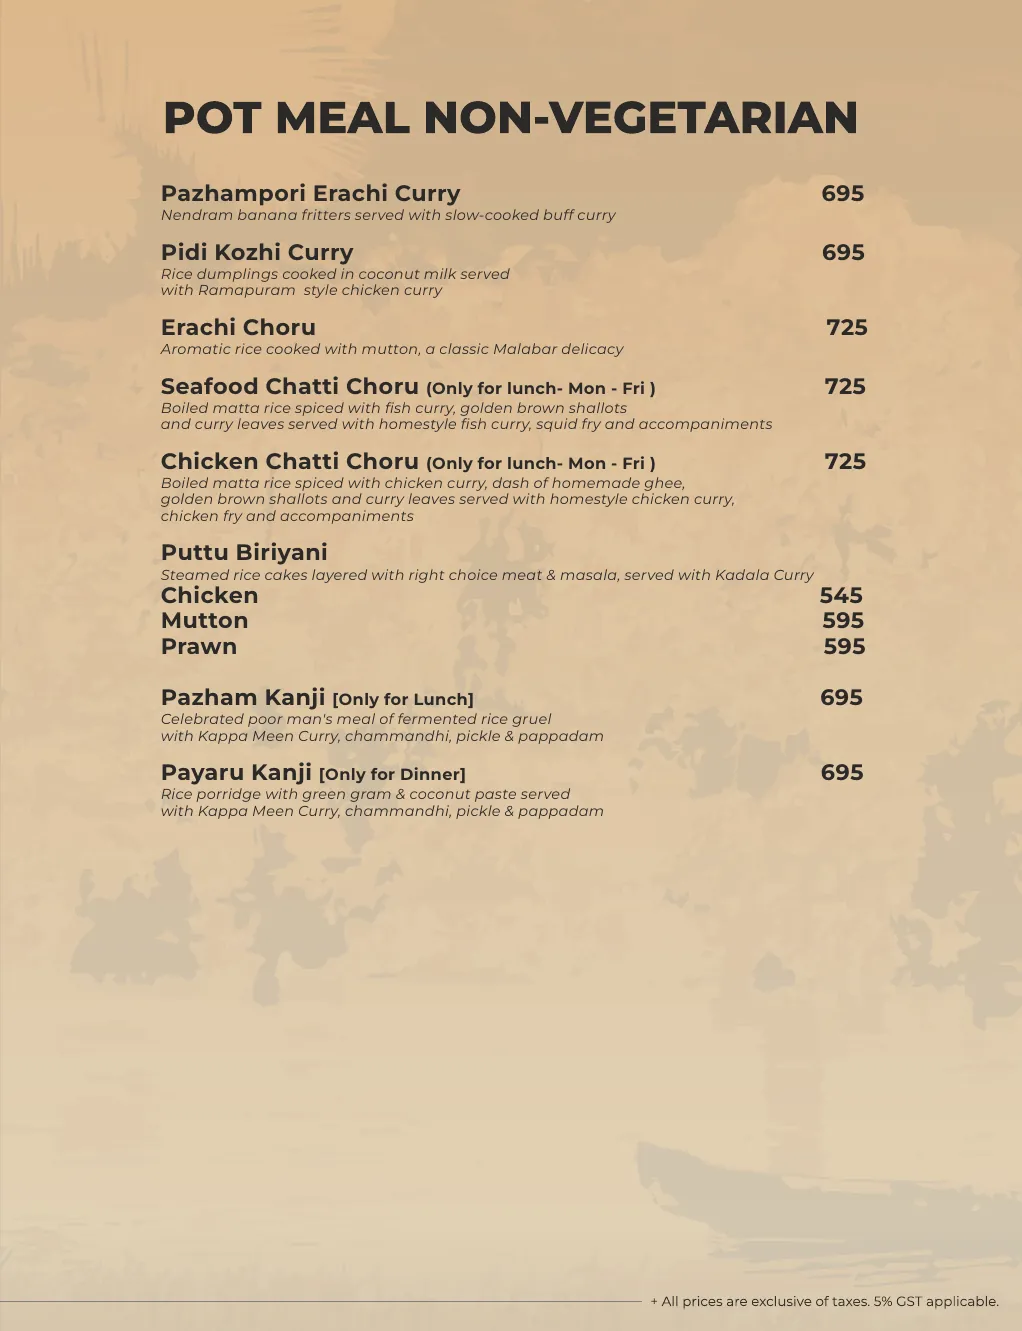 POT MEAL NON-VEGETARIAN
Pazhampori Erachi Curry 695
Nendram banana fritters served with slow-cooked buff curry
Pidi Kozhi Curry 695
Rice dumplings cooked in coconut milk served
with Ramapuram style chicken curry
Erachi Choru 725
Aromatic rice cooked with mutton, a classic Malabar delicacy
Seafood Chatti Choru (Only for lunch- Mon - Fri ) 725
Boiled matta rice spiced with fish curry, golden brown shallots
and curry leaves served with homestyle fish curry, squid fry and accompaniments
Chicken Chatti Choru (Only for lunch- Mon - Fri ) 725
Boiled matta rice spiced with chicken curry, dash of homemade ghee,
golden brown shallots and curry leaves served with homestyle chicken curry,
chicken fry and accompaniments
Puttu Biriyani
Steamed rice cakes layered with right choice meat & masala, served with Kadala Curry
Chicken 545
Mutton 595
Prawn 595
Pazham Kanji [Only for Lunch] 695
Celebrated poor man's meal of fermented rice gruel
with Kappa Meen Curry, chammandhi, pickle & pappadam
Payaru Kanji [Only for Dinner] 695
Rice porridge with green gram & coconut paste served
with Kappa Meen Curry, chammandhi, pickle & pappadam
+ All prices are exclusive of taxes. 5% GST applicable.